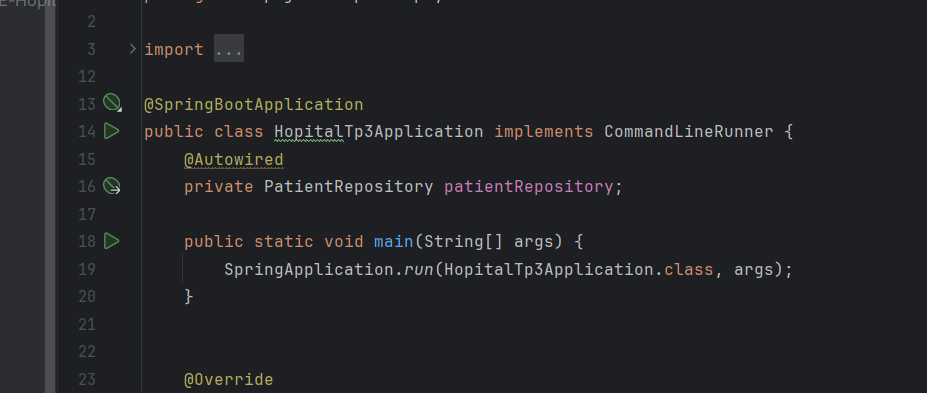 E-Hopit
2
3 import ...
12
13 @SpringBootApplication
14 public class HopitalTp3Application implements CommandLineRunner {
15 @Autowired
16 private PatientRepository patientRepository;
17
18 public static void main(String[] args) {
19 SpringApplication.run(HopitalTp3Application.class, args);
20 }
21
22
23 @Override